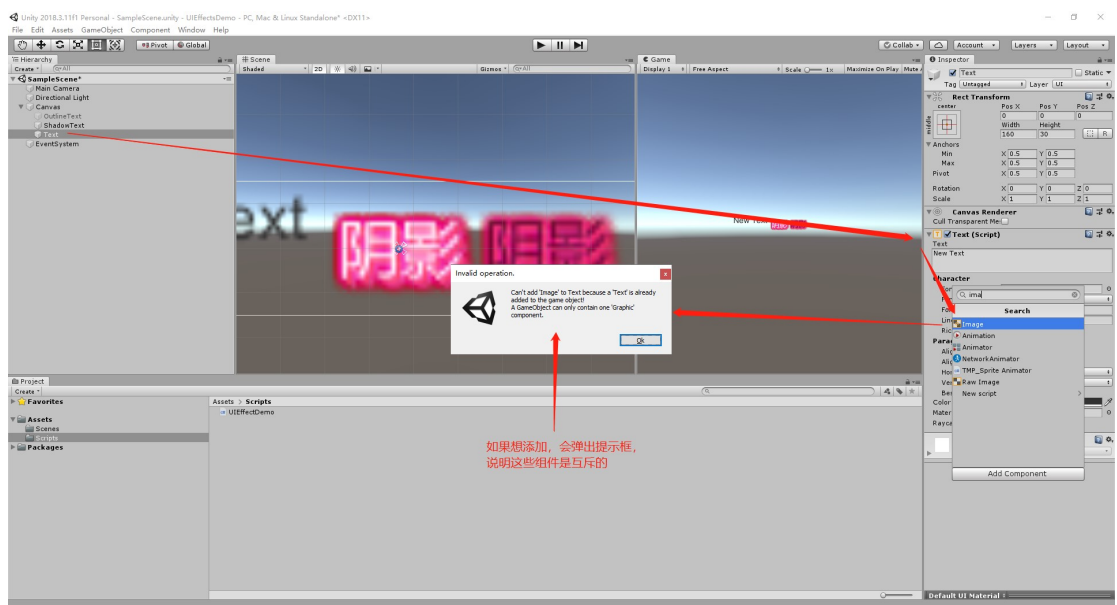 Unity 2018.3.11f1 Personal - SampleScene.unity - UIEffectsDemo - PC, Mac & Linux Standalone* <DX11>
File Edit Assets GameObject Component Window Help
Pivot Global Collab Account Layers Layout
Hierarchy
Create All
SampleScene*
Main Camera
Directional Light
Canvas
OutlineText
ShadowText
Text
EventSystem
Scene
Shaded 2D Gizmos All
ext 阴影 阴影
Game
Display 1 Free Aspect Scale 1x Maximize On Play Mute
New Text
Invalid operation.
Can't add 'Image' to Text because a 'Text' is already
added to the game object!
A GameObject can only contain one 'Graphic'
component.
Ok
Inspector
Text Static
Tag Untagged Layer UI
Rect Transform
center Pos X Pos Y Pos Z
middle 0 0 0
Width Height
160 30 R
Anchors
Min X 0.5 Y 0.5
Max X 0.5 Y 0.5
Pivot X 0.5 Y 0.5
Rotation X 0 Y 0 Z 0
Scale X 1 Y 1 Z 1
Canvas Renderer
Cull Transparent Me
Text (Script)
Text
New Text
Character
ima
Search
Image
Animation
Animator
NetworkAnimator
TMP_Sprite Animator
Raw Image
New script
Color
Mater
Rayca
Add Component
Default UI Material
Project
Create
Favorites
Assets
Scenes
Scripts
Packages
Assets > Scripts
UIEffectDemo
如果想添加，会弹出提示框，
说明这些组件是互斥的